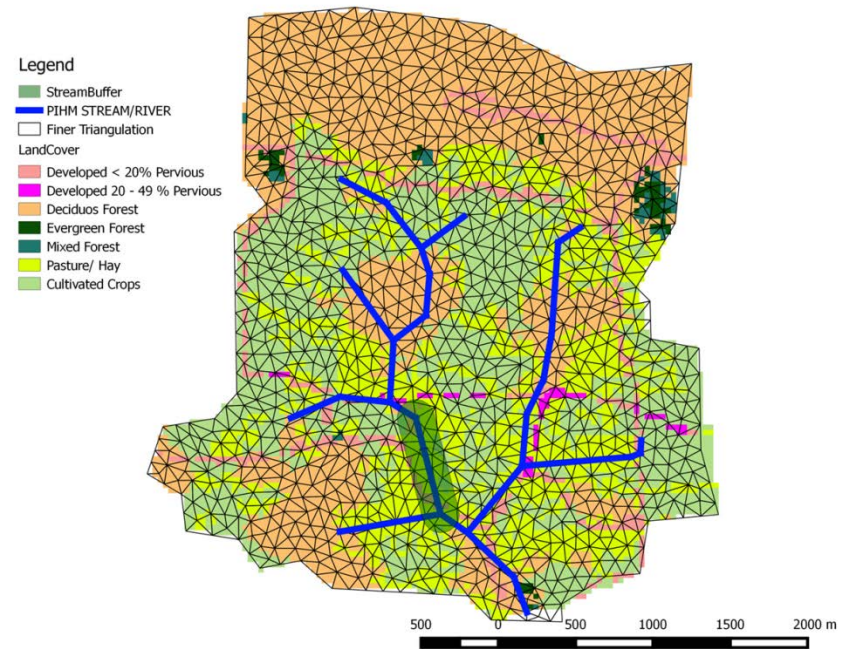 Legend
StreamBuffer
PIHM STREAM/RIVER
Finer Triangulation
LandCover
Developed < 20% Pervious
Developed 20 - 49 % Pervious
Deciduos Forest
Evergreen Forest
Mixed Forest
Pasture/ Hay
Cultivated Crops
500 0 500 1000 1500 2000 m